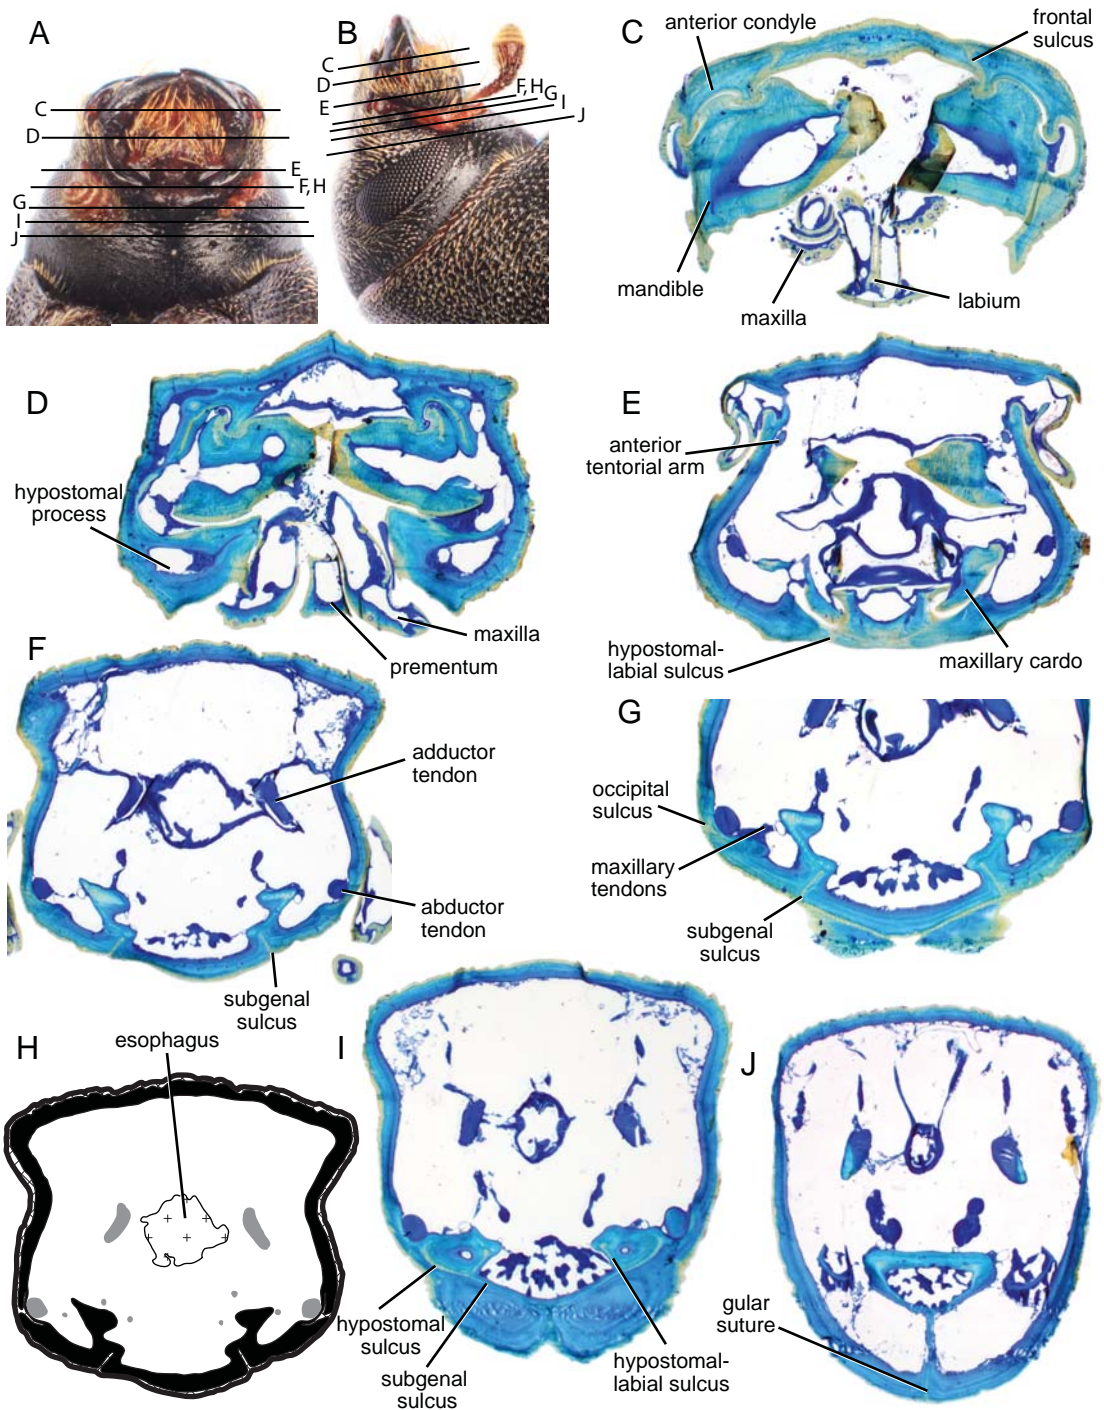 A
C
D
E
F,H
G
I
J
B
C
D
E
F,H
G
I
J
C
anterior condyle
frontal
sulcus
mandible
maxilla
labium
D
hypostomal
process
maxilla
prementum
E
anterior
tentorial arm
hypostomal-
labial sulcus
maxillary cardo
F
adductor
tendon
abductor
tendon
subgenal
sulcus
G
occipital
sulcus
maxillary
tendons
subgenal
sulcus
H
esophagus
I
hypostomal
sulcus
subgenal
sulcus
hypostomal-
labial sulcus
J
gular
suture